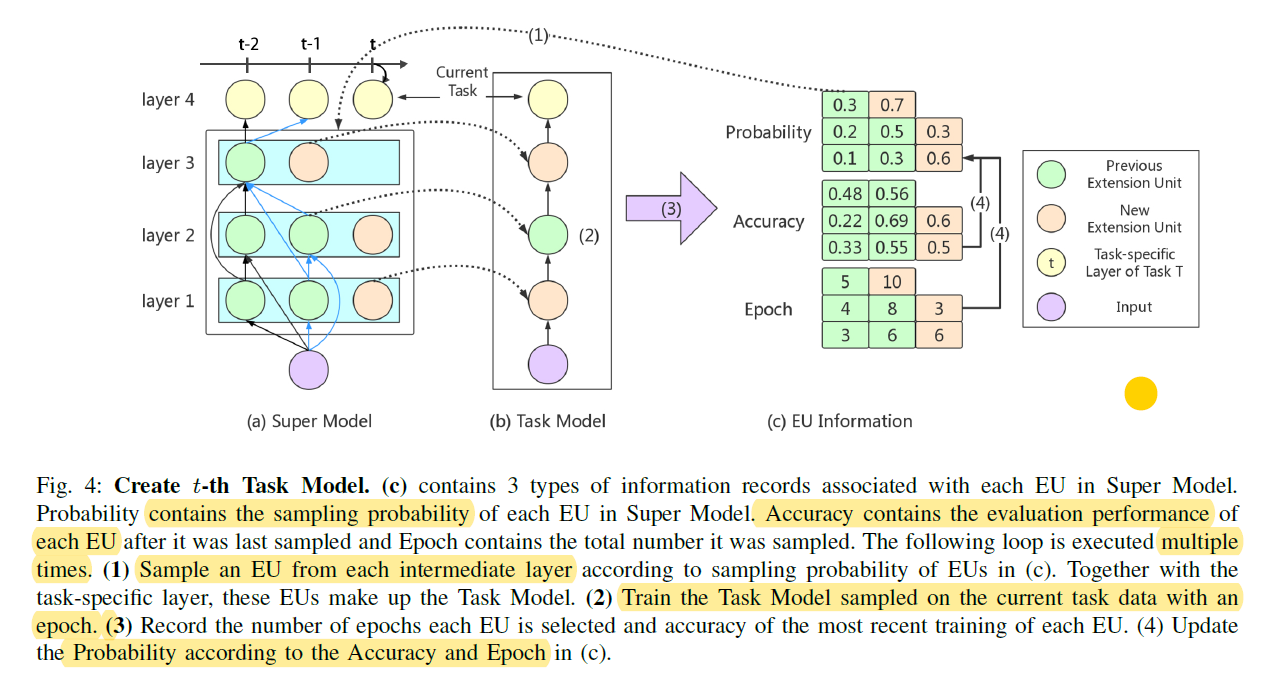 (1)
t-2 t-1 t
Current
Task
layer 4
layer 3
layer 2
layer 1
(2)
(3)
Probability
0.3 0.7
0.2 0.5 0.3
0.1 0.3 0.6
Accuracy
0.48 0.56
0.22 0.69 0.6
0.33 0.55 0.5
Epoch
5 10
4 8 3
3 6 6
(4)
(4)
Previous
Extension Unit
New
Extension Unit
t
Task-specific
Layer of Task T
Input
(a) Super Model
(b) Task Model
(c) EU Information
Fig. 4: Create t-th Task Model. (c) contains 3 types of information records associated with each EU in Super Model.
Probability contains the sampling probability of each EU in Super Model. Accuracy contains the evaluation performance of
each EU after it was last sampled and Epoch contains the total number it was sampled. The following loop is executed multiple
times. (1) Sample an EU from each intermediate layer according to sampling probability of EUs in (c). Together with the
task-specific layer, these EUs make up the Task Model. (2) Train the Task Model sampled on the current task data with an
epoch. (3) Record the number of epochs each EU is selected and accuracy of the most recent training of each EU. (4) Update
the Probability according to the Accuracy and Epoch in (c).